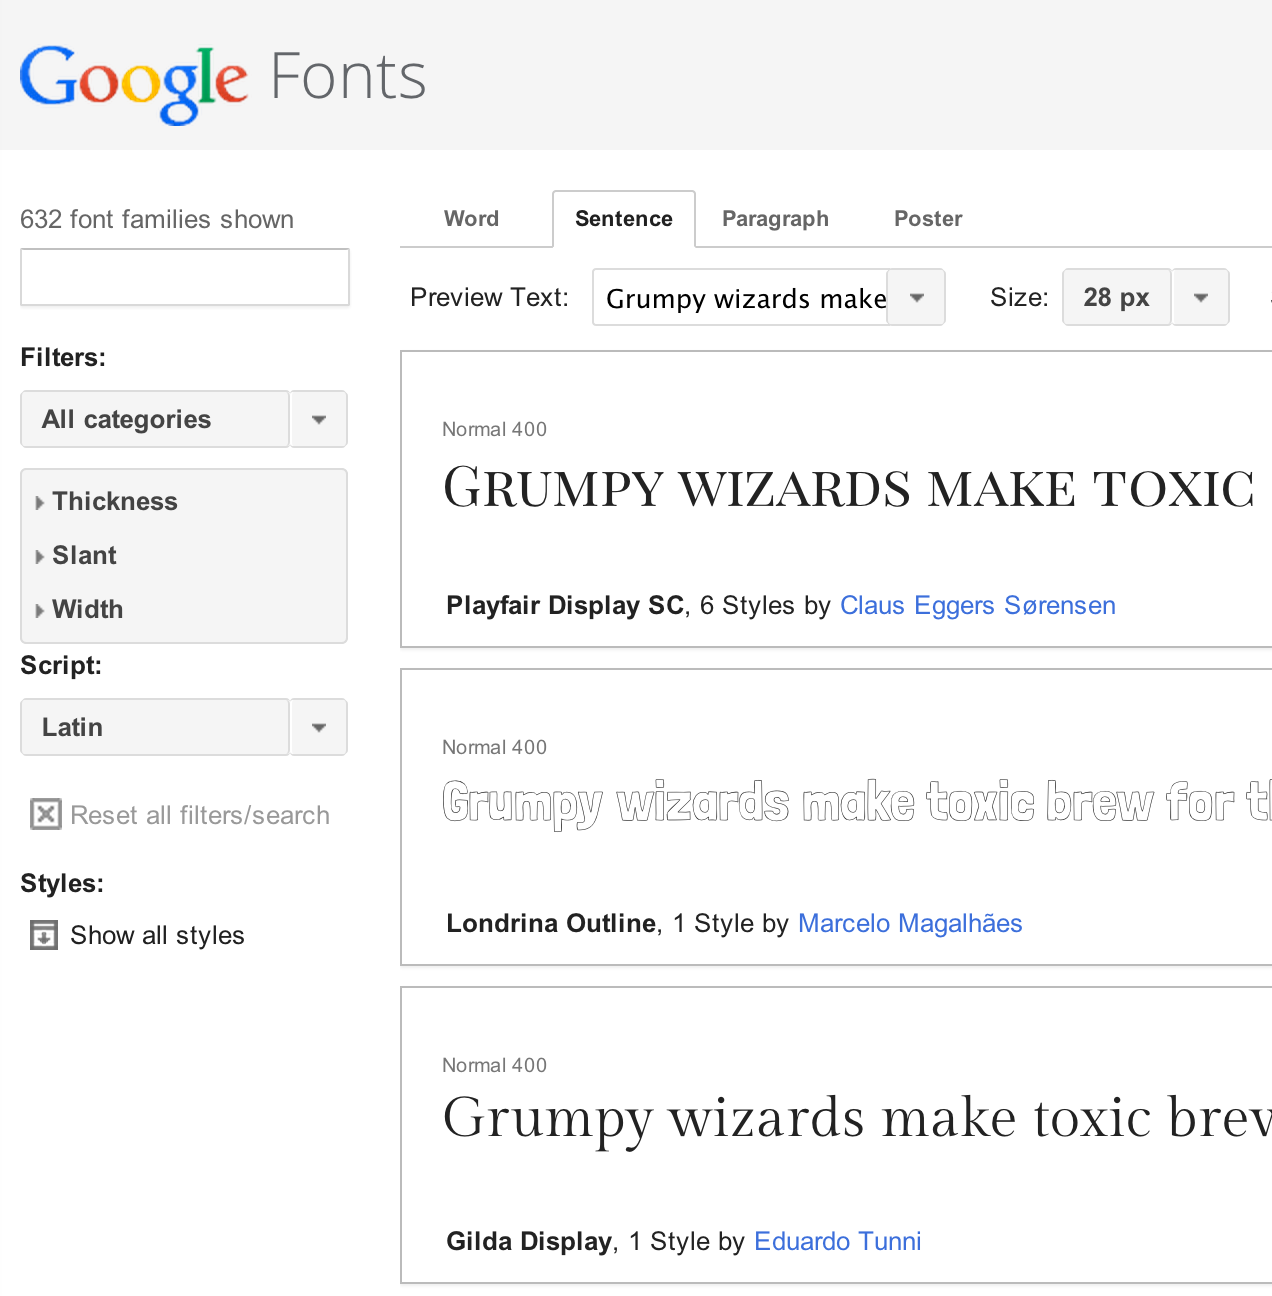 Google Fonts
632 font families shown
Filters:
All categories
Thickness
Slant
Width
Script:
Latin
Reset all filters/search
Styles:
Show all styles
Word Sentence Paragraph Poster
Preview Text: Grumpy wizards make Size: 28 px
Normal 400
Grumpy wizards make toxic
Playfair Display SC, 6 Styles by Claus Eggers Sørensen
Normal 400
Grumpy wizards make toxic brew for
Londrina Outline, 1 Style by Marcelo Magalhães
Normal 400
Grumpy wizards make toxic brew
Gilda Display, 1 Style by Eduardo Tunni